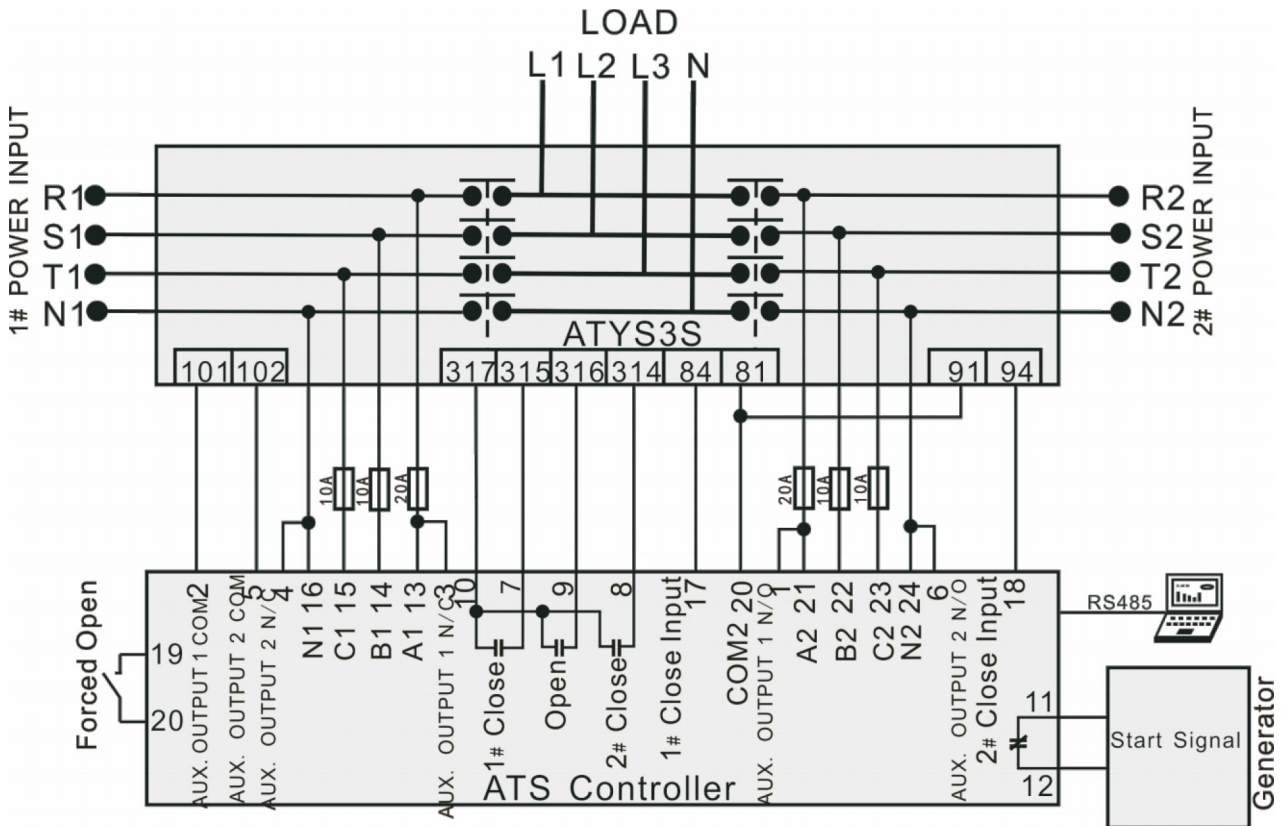 LOAD
L1 L2 L3 N
1# POWER INPUT
R1
S1
T1
N1
R2
S2
T2
N2
2# POWER INPUT
ATYS3S
101 102 317 315 316 314 84 81 91 94
10A 10A 20A 20A 10A 10A
Forced Open
19
20
2 AUX. OUTPUT 1 COM
5 AUX. OUTPUT 2 COM
4 AUX. OUTPUT 2 N/C
N1 16
C1 15
B1 14
A1 13
3 AUX. OUTPUT 1 N/C
10
7
1# Close
9
Open
8
2# Close
17
1# Close Input
COM2 20
1 AUX. OUTPUT 1 N/O
A2 21
B2 22
C2 23
N2 24
6 AUX. OUTPUT 2 N/O
18
2# Close Input
RS485
11
12
Start Signal
Generator
ATS Controller